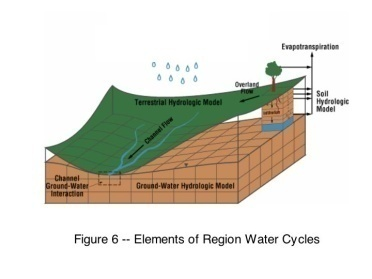 Evapotranspiration
Overland
Flow
Soil
Hydrologic
Model
Terrestrial Hydrologic Model
Channel Flow
Channel
Ground-Water
Interaction
Ground-Water Hydrologic Model
Figure 6 -- Elements of Region Water Cycles